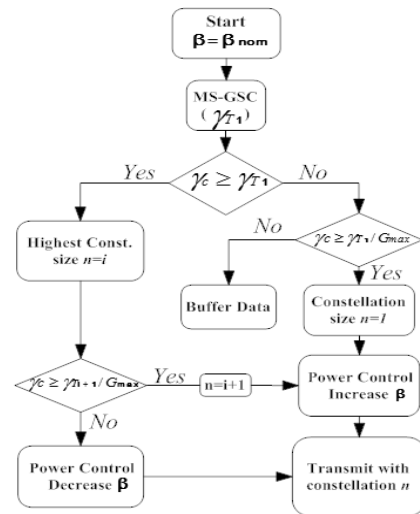 Start
β = β nom
MS-GSC
( γT1 )
Yes
γc ≥ γT1
No
Highest Const.
size n=i
No
γc ≥ γT1 / Gmax
Yes
Buffer Data
Constellation
size n=1
γc ≥ γi+1 / Gmax
Yes
n=i+1
Power Control
Increase β
No
Power Control
Decrease β
Transmit with
constellation n